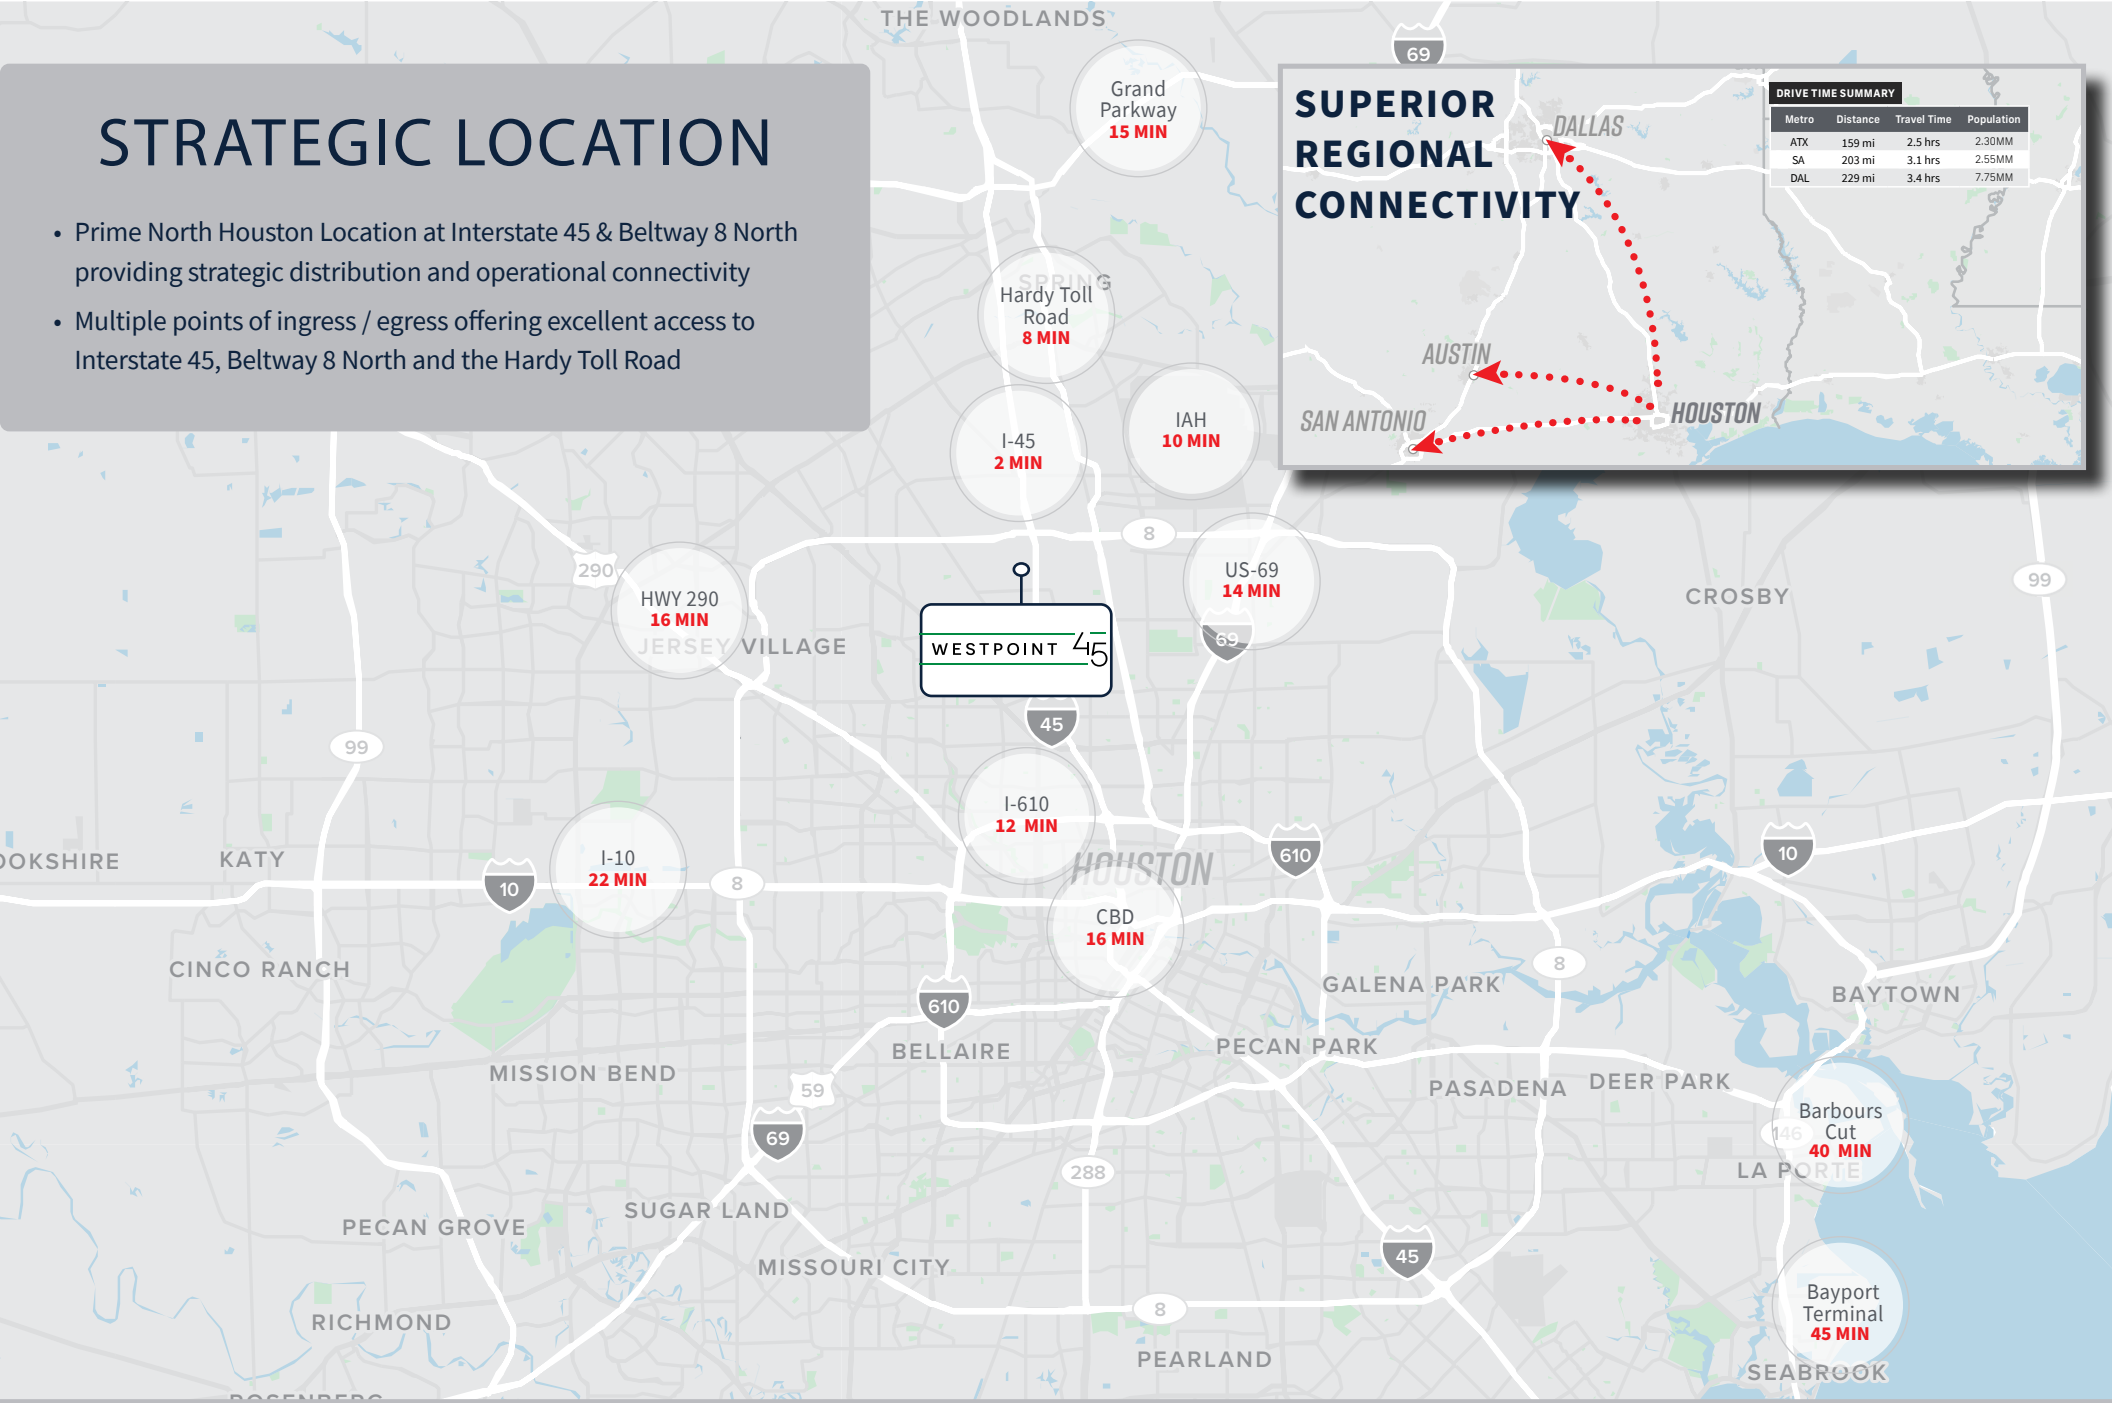 THE WOODLANDS
69
STRATEGIC LOCATION
• Prime North Houston Location at Interstate 45 & Beltway 8 North
providing strategic distribution and operational connectivity
• Multiple points of ingress / egress offering excellent access to
Interstate 45, Beltway 8 North and the Hardy Toll Road
Grand
Parkway
15 MIN
SUPERIOR
REGIONAL
CONNECTIVITY
DRIVE TIME SUMMARY
Metro Distance Travel Time Population
ATX 159 mi 2.5 hrs 2.30MM
SA 203 mi 3.1 hrs 2.55MM
DAL 229 mi 3.4 hrs 7.75MM
DALLAS
AUSTIN
SAN ANTONIO
HOUSTON
SPRING
Hardy Toll
Road
8 MIN
I-45
2 MIN
IAH
10 MIN
8
290
HWY 290
16 MIN
JERSEY VILLAGE
US-69
14 MIN
69
CROSBY
99
WESTPOINT 45
45
99
I-610
12 MIN
HOUSTON
610
10
OOKSHIRE
KATY
10
I-10
22 MIN
8
CBD
16 MIN
CINCO RANCH
8
GALENA PARK
BAYTOWN
610
BELLAIRE
PECAN PARK
MISSION BEND
59
PASADENA
DEER PARK
69
Barbours
Cut
40 MIN
146
LA PORTE
288
SUGAR LAND
PECAN GROVE
MISSOURI CITY
45
8
Bayport
Terminal
45 MIN
RICHMOND
PEARLAND
SEABROOK
ROSENBERG